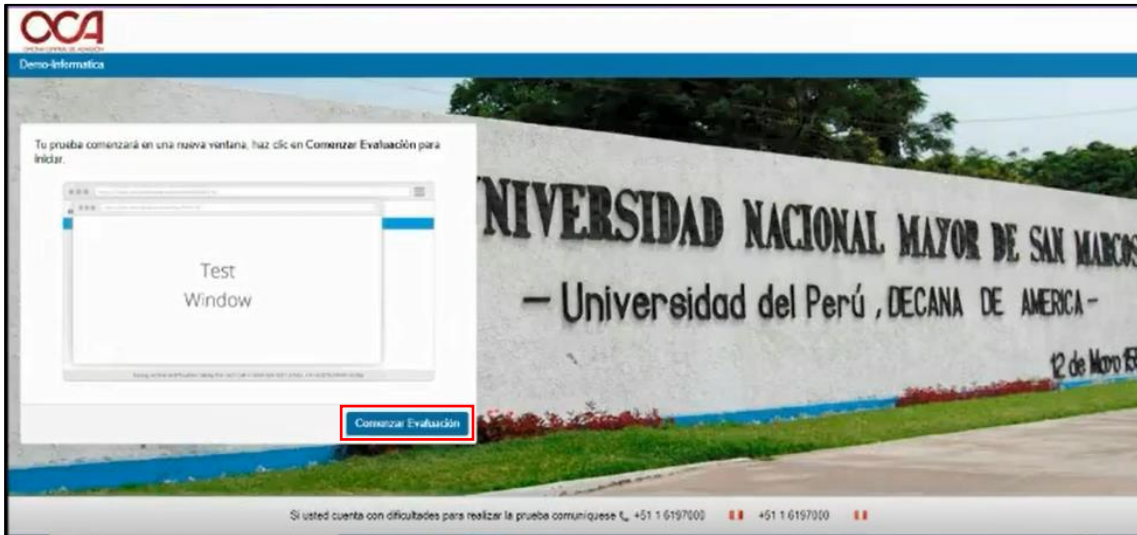 OCA
OFICINA CENTRAL DE ADMISIÓN
Demo-Informatica
Tu prueba comenzará en una nueva ventana, haz clic en Comenzar Evaluación para
iniciar.
Test
Window
Comenzar Evaluación
NIVERSIDAD NACIONAL MAYOR DE SAN MARCOS
– Universidad del Perú , DECANA DE AMERICA –
12 de Mayo 155
Si usted cuenta con dificultades para realizar la prueba comuniquese +51 1 6197000 +51 1 6197000